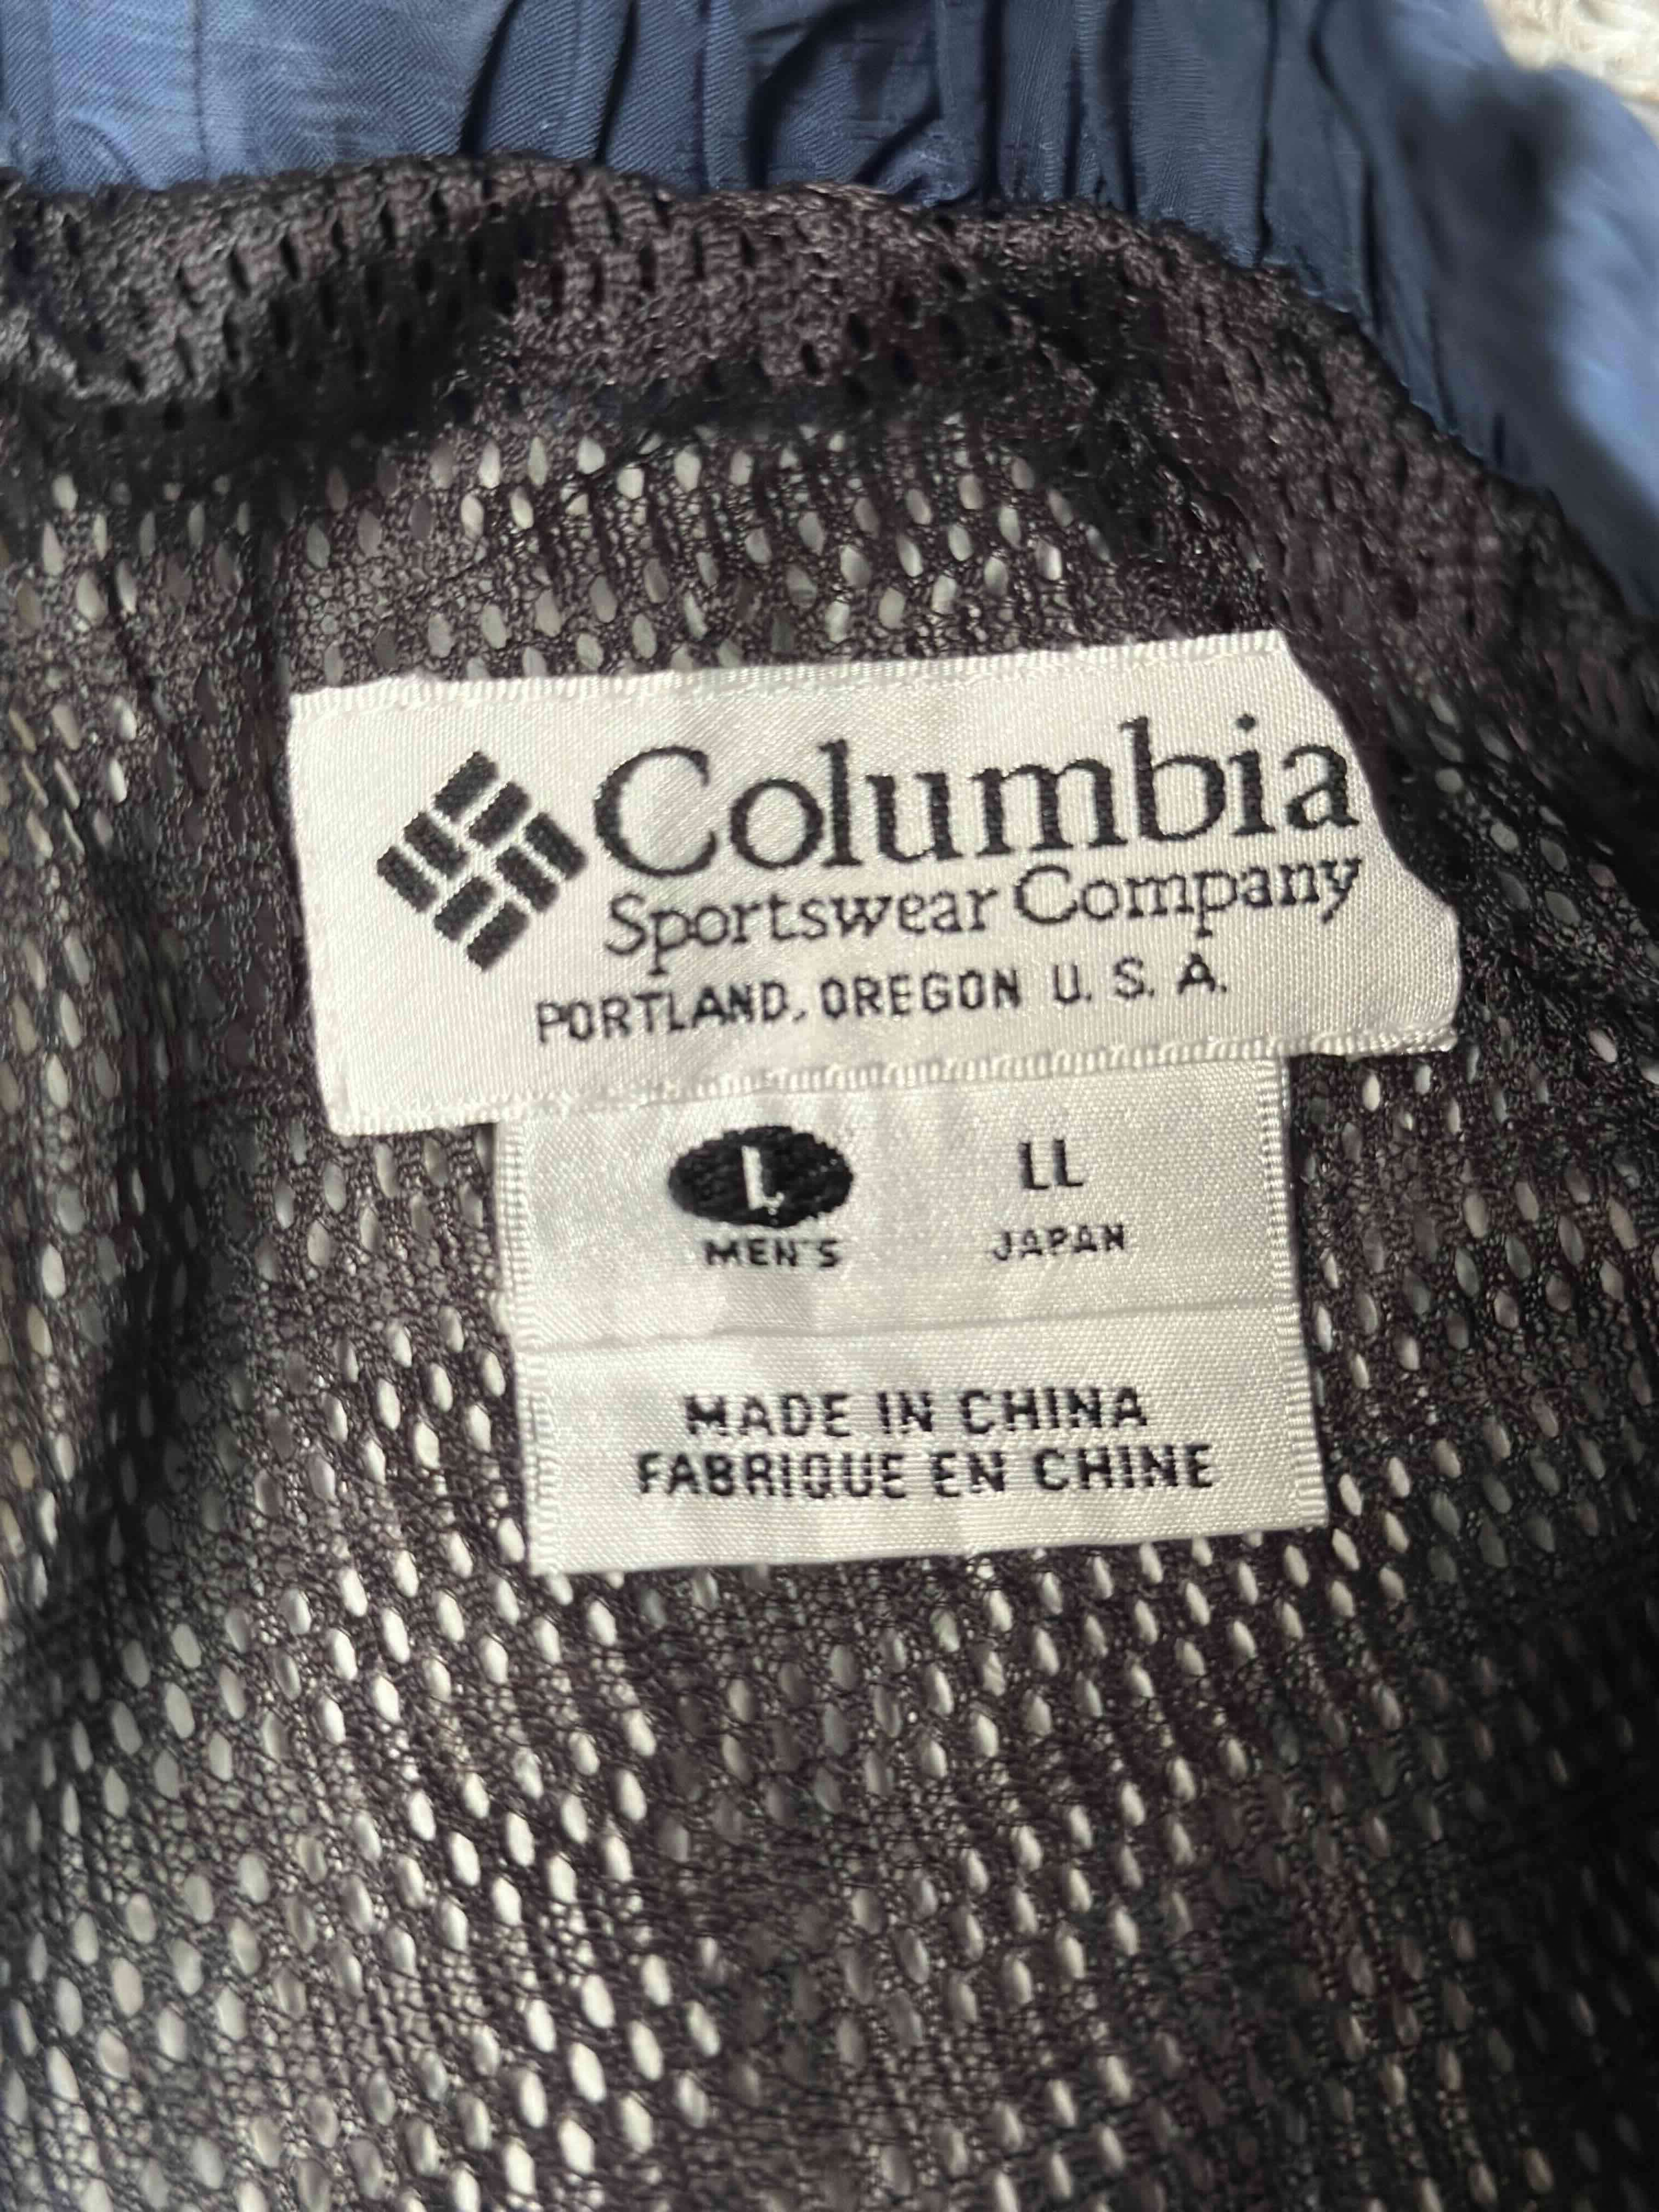 Columbia
Sportswear Company
PORTLAND, OREGON U. S. A.
L LL
MEN'S JAPAN
MADE IN CHINA
FABRIQUE EN CHINE